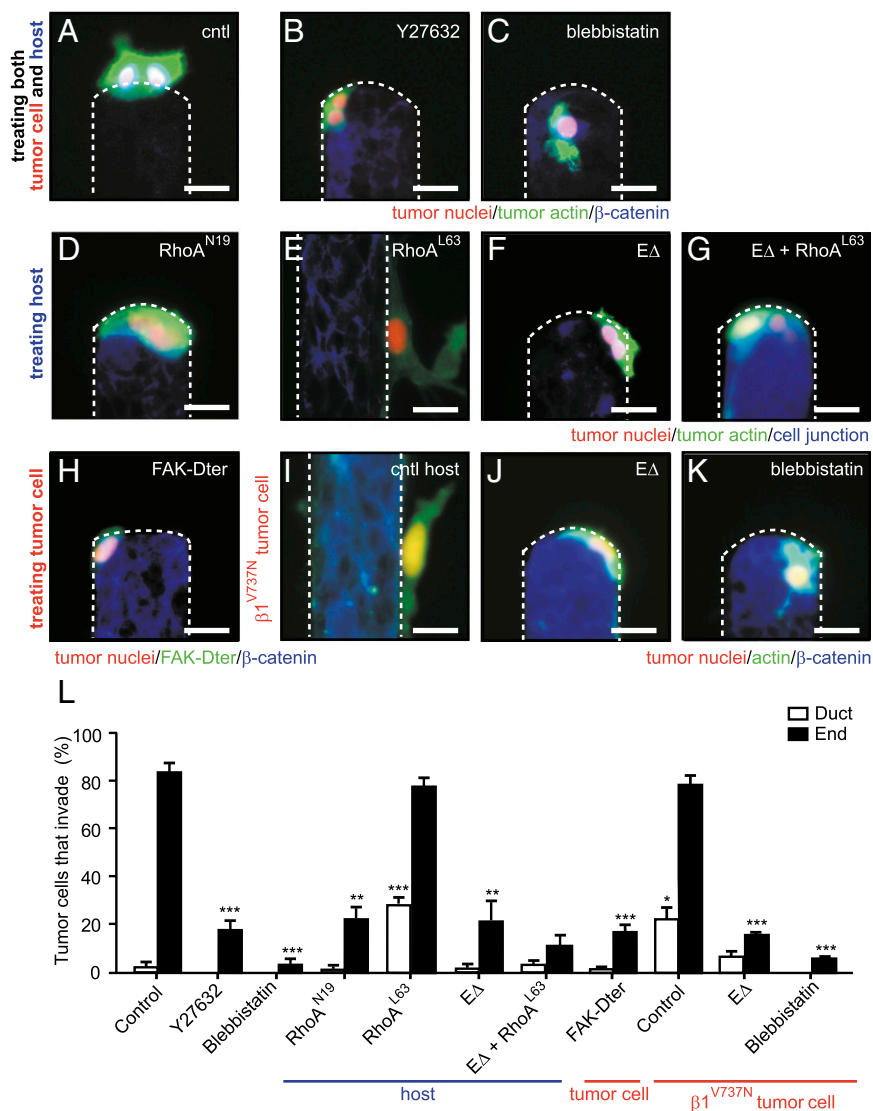 treating both
tumor cell and host
A cntl
B Y27632
C blebbistatin
tumor nuclei/tumor actin/β-catenin
treating host
D RhoA^N19
E RhoA^L63
F EΔ
G EΔ + RhoA^L63
tumor nuclei/tumor actin/cell junction
treating tumor cell
H FAK-Dter
β1^V737N tumor cell
I cntl host
J EΔ
K blebbistatin
tumor nuclei/FAK-Dter/β-catenin
tumor nuclei/actin/β-catenin
L
Duct
End
Tumor cells that invade (%)
100
80
60
40
20
0
***
***
**
***
**
***
*
***
***
Control
Y27632
Blebbistatin
RhoA^N19
RhoA^L63
EΔ
EΔ + RhoA^L63
FAK-Dter
Control
EΔ
Blebbistatin
host
tumor cell
β1^V737N tumor cell